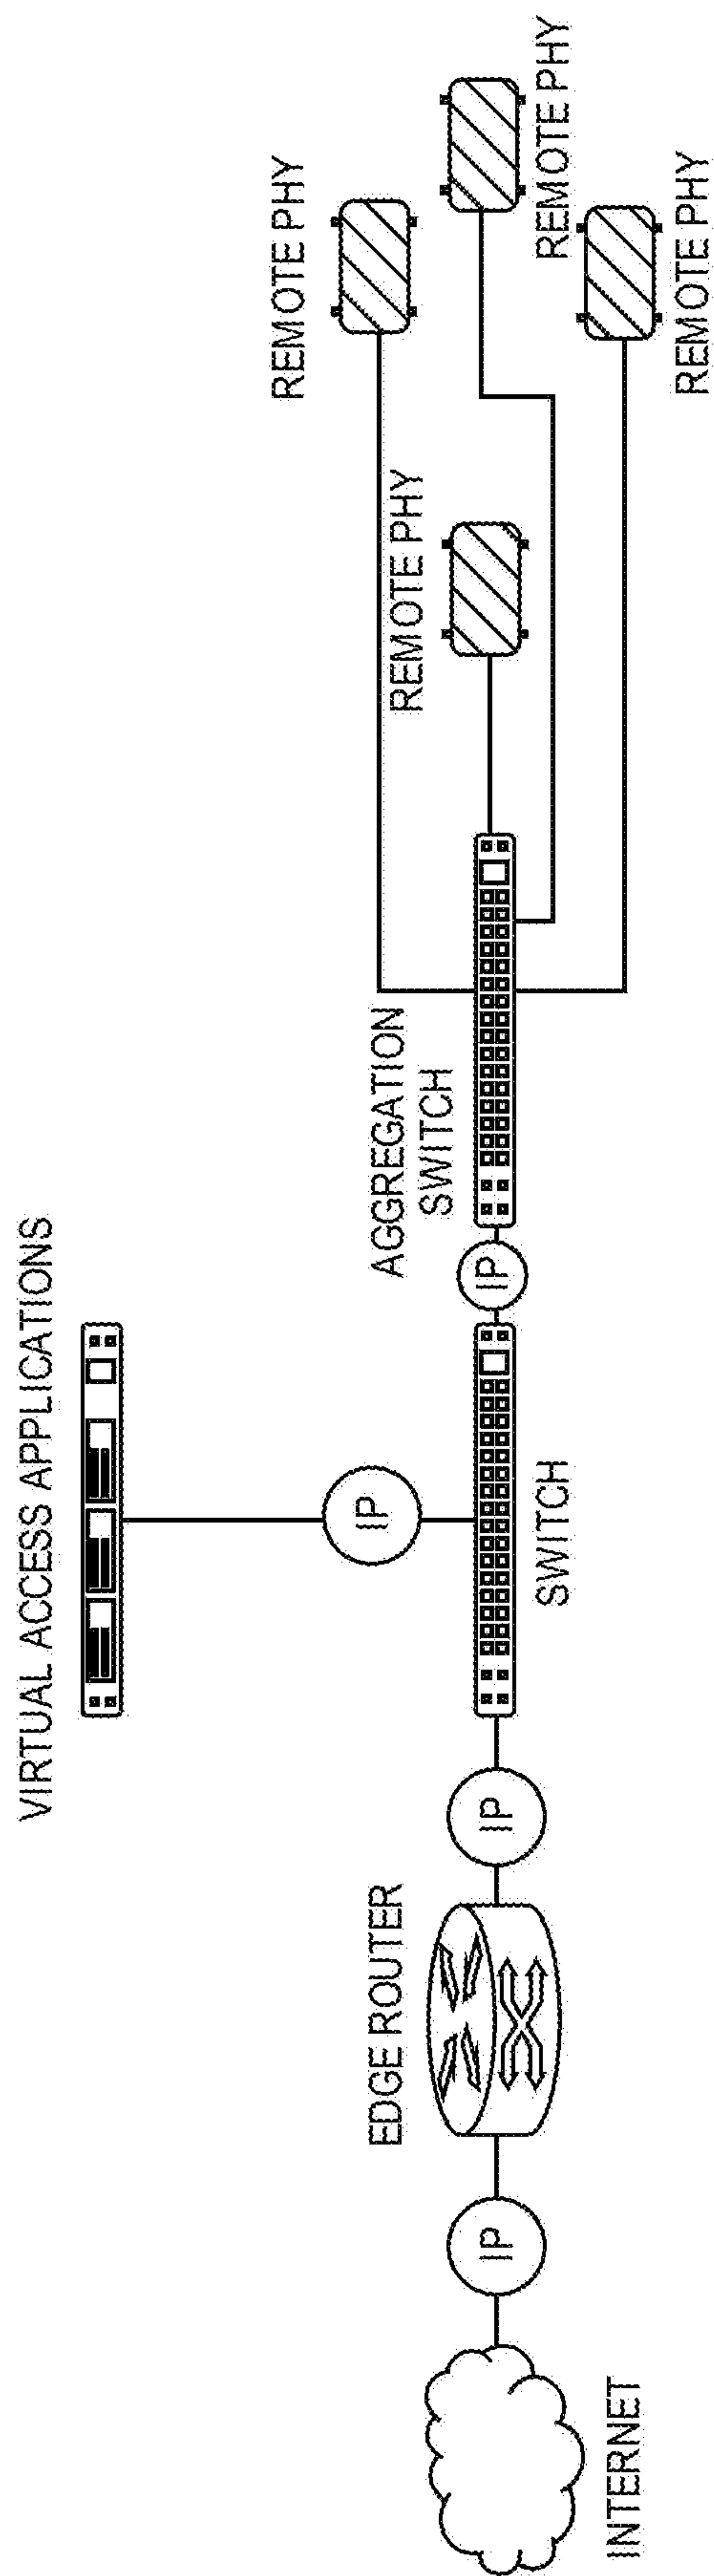 VIRTUAL ACCESS APPLICATIONS
REMOTE PHY
IP
EDGE ROUTER
AGGREGATION
SWITCH
REMOTE PHY
INTERNET
IP
IP
IP
SWITCH
REMOTE PHY
REMOTE PHY